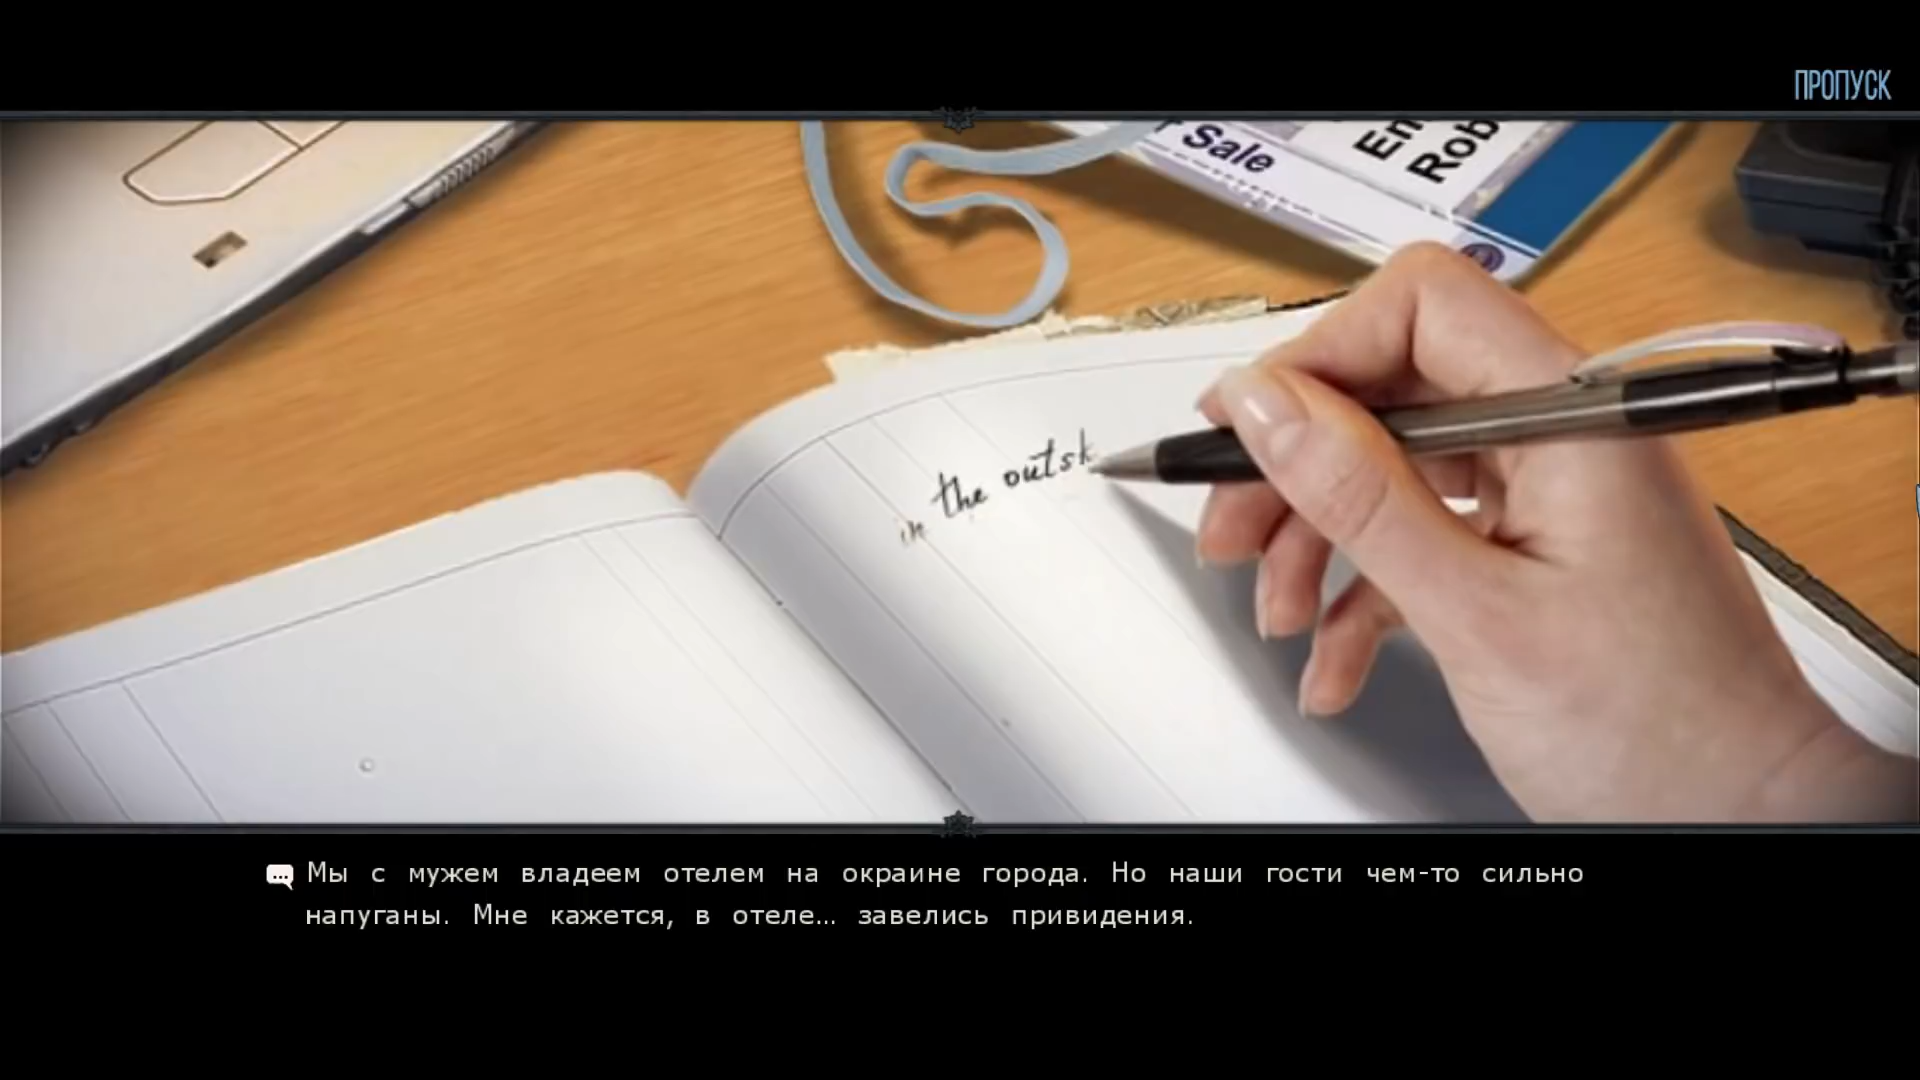 ПРОПУСК
Sale
Em
Rob
in the outsk
Мы с мужем владеем отелем на окраине города. Но наши гости чем-то сильно
напуганы. Мне кажется, в отеле... завелись привидения.